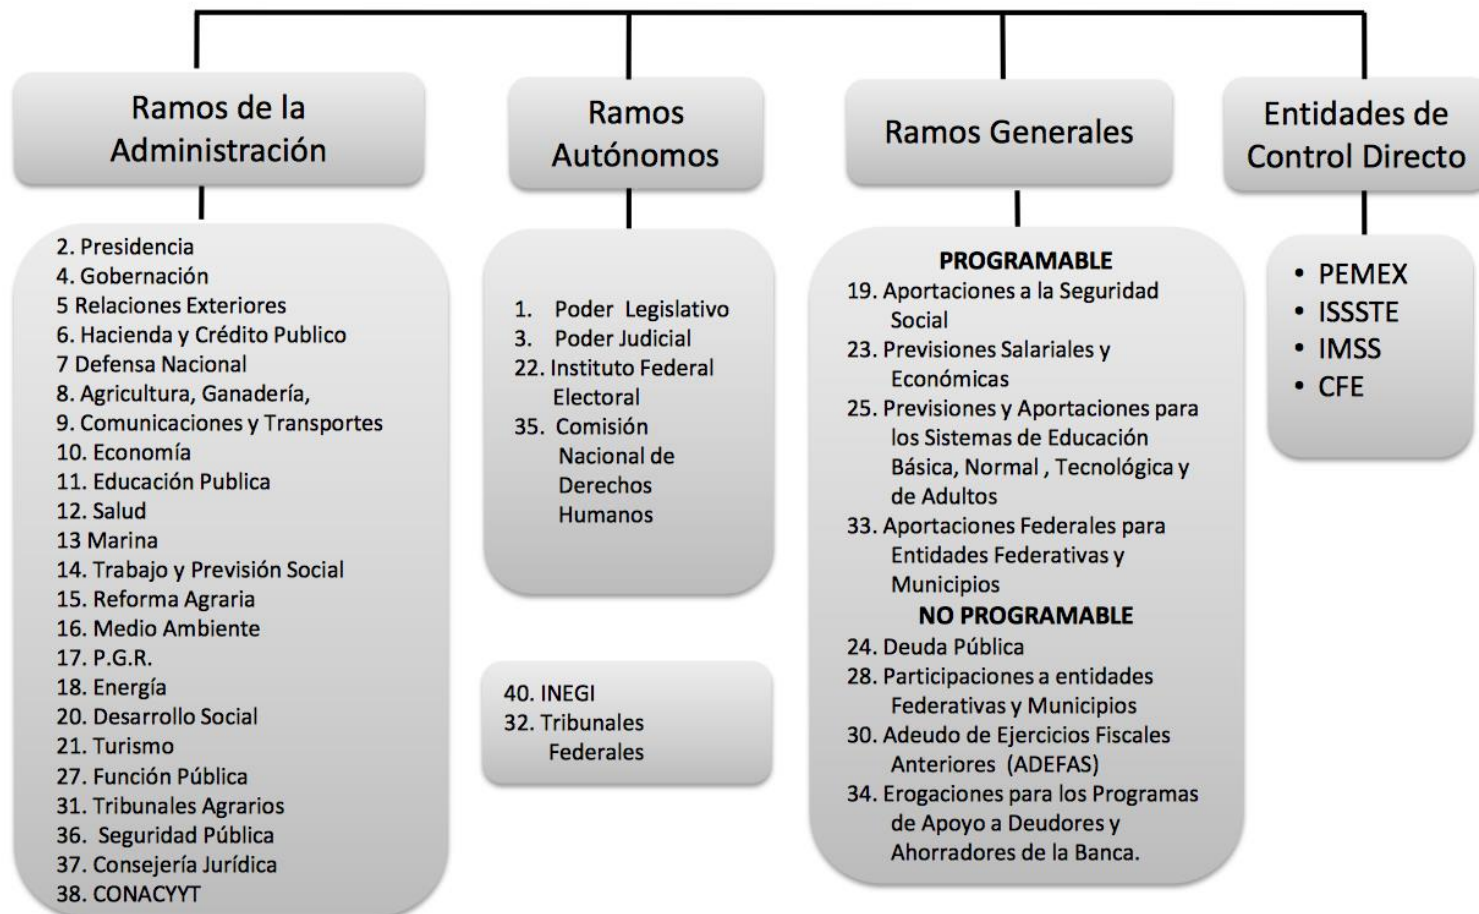 Ramos de la
Administración
2. Presidencia
4. Gobernación
5 Relaciones Exteriores
6. Hacienda y Crédito Publico
7 Defensa Nacional
8. Agricultura, Ganadería,
9. Comunicaciones y Transportes
10. Economía
11. Educación Publica
12. Salud
13 Marina
14. Trabajo y Previsión Social
15. Reforma Agraria
16. Medio Ambiente
17. P.G.R.
18. Energía
20. Desarrollo Social
21. Turismo
27. Función Pública
31. Tribunales Agrarios
36. Seguridad Pública
37. Consejería Jurídica
38. CONACYYT
Ramos
Autónomos
1. Poder Legislativo
3. Poder Judicial
22. Instituto Federal
Electoral
35. Comisión
Nacional de
Derechos
Humanos
40. INEGI
32. Tribunales
Federales
Ramos Generales
PROGRAMABLE
19. Aportaciones a la Seguridad
Social
23. Previsiones Salariales y
Económicas
25. Previsiones y Aportaciones para
los Sistemas de Educación
Básica, Normal , Tecnológica y
de Adultos
33. Aportaciones Federales para
Entidades Federativas y
Municipios
NO PROGRAMABLE
24. Deuda Pública
28. Participaciones a entidades
Federativas y Municipios
30. Adeudo de Ejercicios Fiscales
Anteriores (ADEFAS)
34. Erogaciones para los Programas
de Apoyo a Deudores y
Ahorradores de la Banca.
Entidades de
Control Directo
• PEMEX
• ISSSTE
• IMSS
• CFE